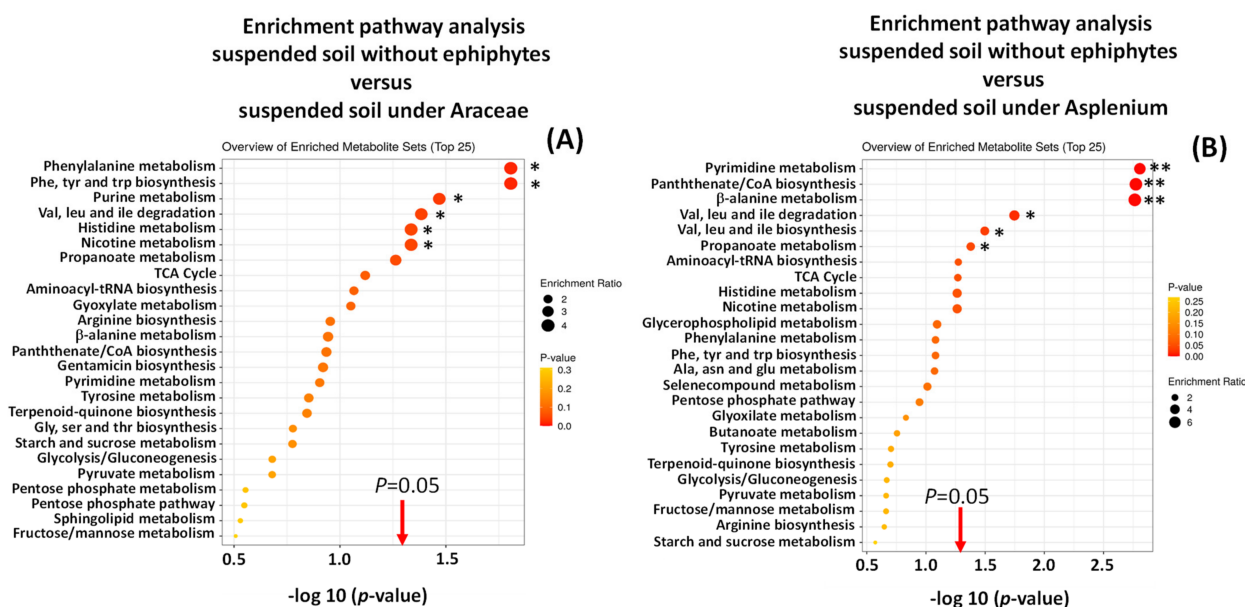 Enrichment pathway analysis
suspended soil without ephiphytes
versus
suspended soil under Araceae
(A)
Overview of Enriched Metabolite Sets (Top 25)
Phenylalanine metabolism *
Phe, tyr and trp biosynthesis *
Purine metabolism *
Val, leu and ile degradation *
Histidine metabolism *
Nicotine metabolism *
Propanoate metabolism
TCA Cycle
Aminoacyl-tRNA biosynthesis
Gyoxylate metabolism
Arginine biosynthesis
β-alanine metabolism
Panththenate/CoA biosynthesis
Gentamicin biosynthesis
Pyrimidine metabolism
Tyrosine metabolism
Terpenoid-quinone biosynthesis
Gly, ser and thr biosynthesis
Starch and sucrose metabolism
Glycolysis/Gluconeogenesis
Pyruvate metabolism
Pentose phosphate metabolism
Pentose phosphate pathway
Sphingolipid metabolism
Fructose/mannose metabolism
P=0.05
0.5 1.0 1.5
-log 10 (p-value)
Enrichment Ratio
2
3
4
P-value
0.3
0.2
0.1
0.0
Enrichment pathway analysis
suspended soil without ephiphytes
versus
suspended soil under Asplenium
(B)
Overview of Enriched Metabolite Sets (Top 25)
Pyrimidine metabolism **
Panththenate/CoA biosynthesis **
β-alanine metabolism **
Val, leu and ile degradation *
Val, leu and ile biosynthesis *
Propanoate metabolism *
Aminoacyl-tRNA biosynthesis
TCA Cycle
Histidine metabolism
Nicotine metabolism
Glycerophospholipid metabolism
Phenylalanine metabolism
Phe, tyr and trp biosynthesis
Ala, asn and glu metabolism
Selenecompound metabolism
Pentose phosphate pathway
Glyoxilate metabolism
Butanoate metabolism
Tyrosine metabolism
Terpenoid-quinone biosynthesis
Glycolysis/Gluconeogenesis
Pyruvate metabolism
Fructose/mannose metabolism
Arginine biosynthesis
Starch and sucrose metabolism
P=0.05
0.5 1.0 1.5 2.0 2.5
-log 10 (p-value)
P-value
0.25
0.20
0.15
0.10
0.05
0.00
Enrichment Ratio
2
4
6